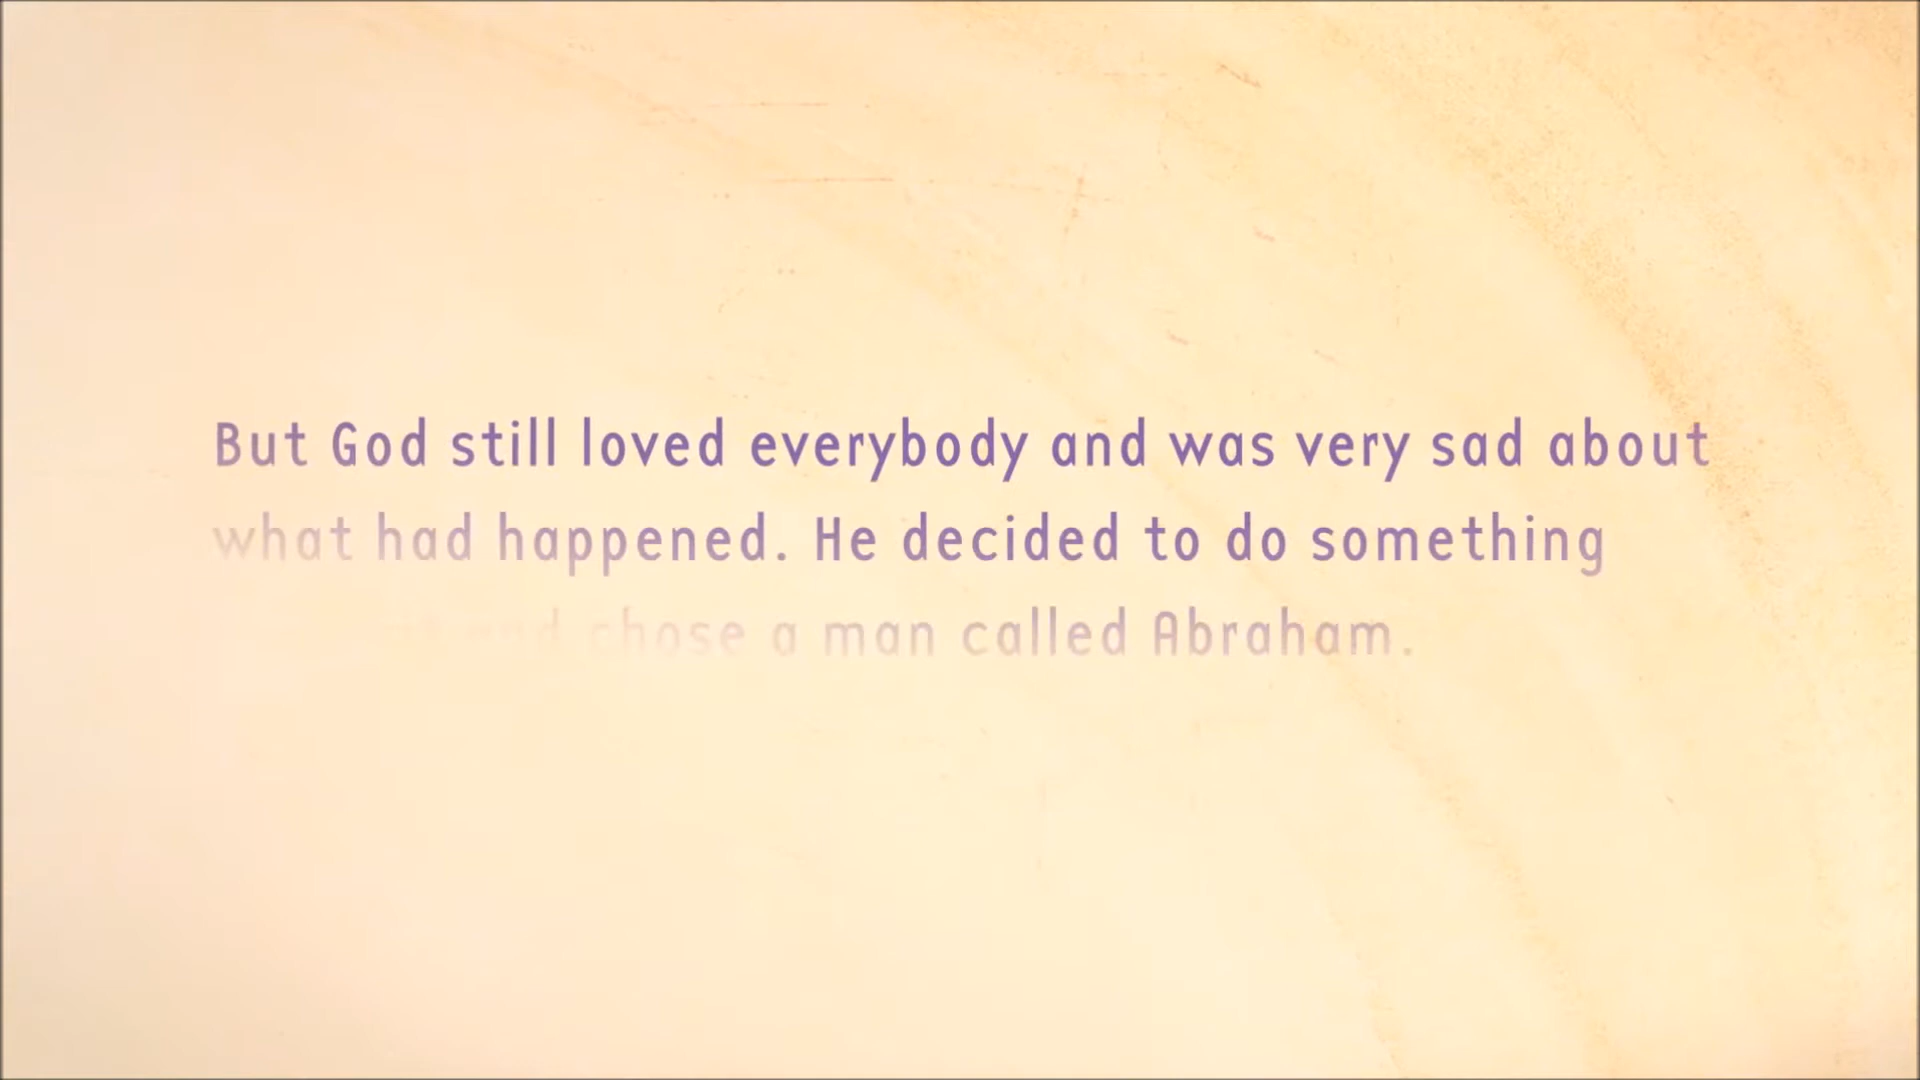 But God still loved everybody and was very sad about
what had happened. He decided to do something
and chose a man called Abraham.